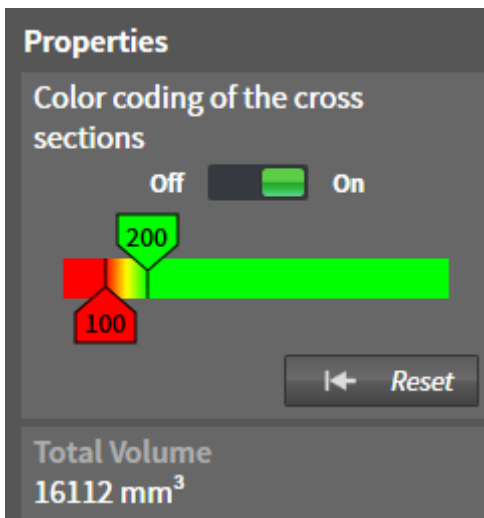 Properties
Color coding of the cross
sections
Off On
200
100
Reset
Total Volume
16112 mm³